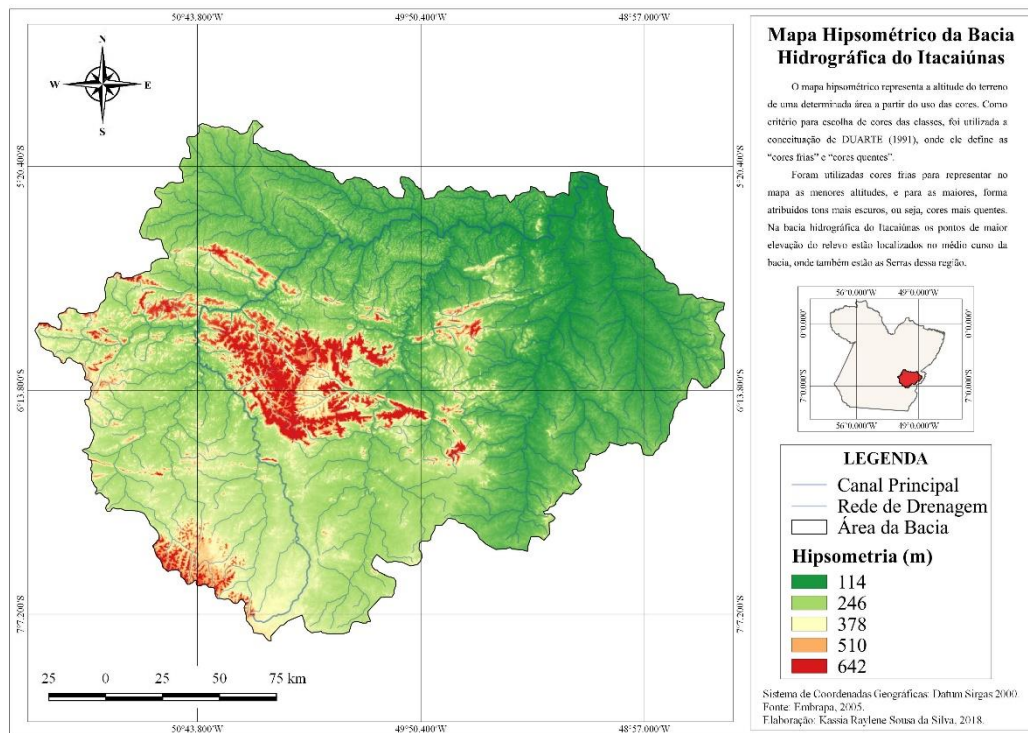 50°43.800'W
49°50.400'W
48°57.000'W
5°20.400'S
6°13.800'S
7°7.200'S
N
W
E
S
25 0 25 50 75 km
5°20.400'S
6°13.800'S
7°7.200'S
50°43.800'W
49°50.400'W
48°57.000'W
Mapa Hipsométrico da Bacia
Hidrográfica do Itacaiúnas
O mapa hipsométrico representa a altitude do terreno
de uma determinada área a partir do uso das cores. Como
critério para escolha de cores das classes, foi utilizada a
conceituação de DUARTE (1991), onde ele define as
“cores frias” e “cores quentes”.
Foram utilizadas cores frias para representar no
mapa as menores altitudes, e para as maiores, forma
atribuídos tons mais escuros, ou seja, cores mais quentes.
Na bacia hidrográfica do Itacaiúnas os pontos de maior
elevação do relevo estão localizados no médio curso da
bacia, onde também estão as Serras dessa região.
56°0.000'W
49°0.000'W
0°0.000'
7°0.000'S
0°0.000'
7°0.000'S
56°0.000'W
49°0.000'W
LEGENDA
Canal Principal
Rede de Drenagem
Área da Bacia
Hipsometria (m)
114
246
378
510
642
Sistema de Coordenadas Geográficas: Datum Sirgas 2000.
Fonte: Embrapa, 2005.
Elaboração: Kassia Raylene Sousa da Silva, 2018.